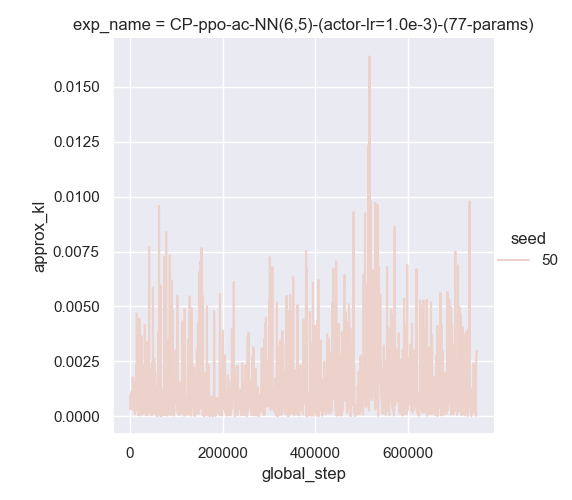 exp_name = CP-ppo-ac-NN(6,5)-(actor-lr=1.0e-3)-(77-params)
0.0150
0.0125
0.0100
0.0075
0.0050
0.0025
0.0000
approx_kl
0 200000 400000 600000
global_step
seed
50